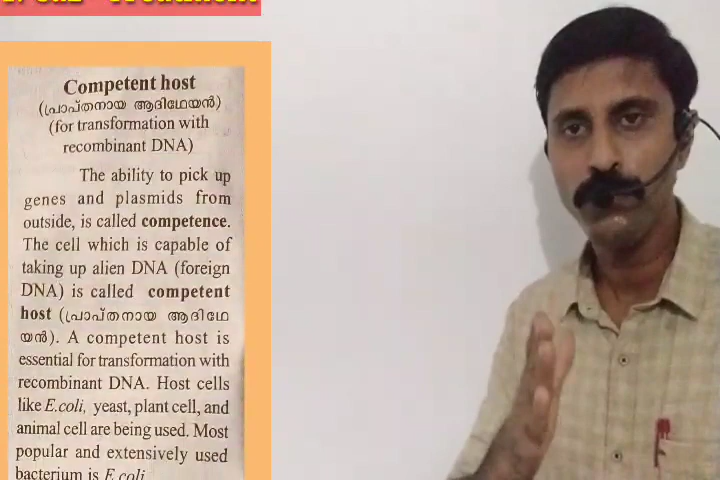 Competent host
(പ്രാപ്തനായ ആദിഥേയൻ)
(for transformation with
recombinant DNA)
The ability to pick up
genes and plasmids from
outside, is called competence.
The cell which is capable of
taking up alien DNA (foreign
DNA) is called competent
host (പ്രാപ്തനായ ആദിഥേ
യൻ). A competent host is
essential for transformation with
recombinant DNA. Host cells
like E.coli, yeast, plant cell, and
animal cell are being used. Most
popular and extensively used
bacterium is E.coli